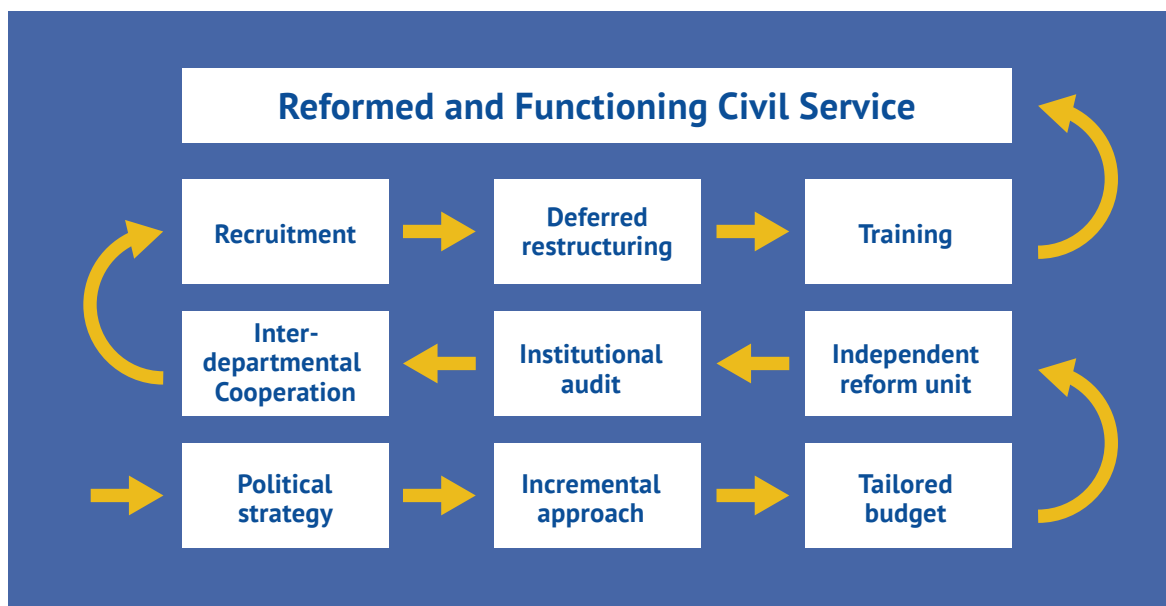 Reformed and Functioning Civil Service
Recruitment
Deferred
restructuring
Training
Inter-
departmental
Cooperation
Institutional
audit
Independent
reform unit
Political
strategy
Incremental
approach
Tailored
budget